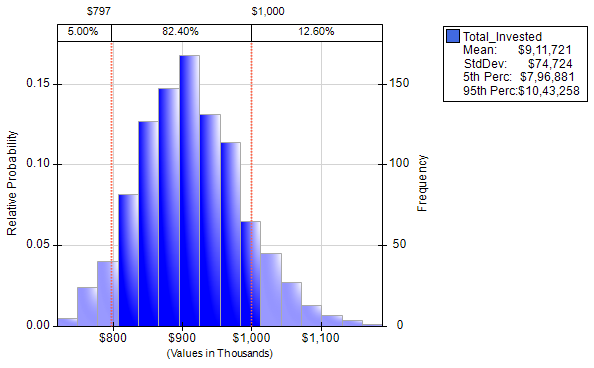 $797 $1,000
5.00% 82.40% 12.60%
Total_Invested
Mean: $9,11,721
StdDev: $74,724
5th Perc: $7,96,881
95th Perc:$10,43,258
0.15 150
0.10 100
0.05 50
0.00 0
Relative Probability
Frequency
$800 $900 $1,000 $1,100
(Values in Thousands)